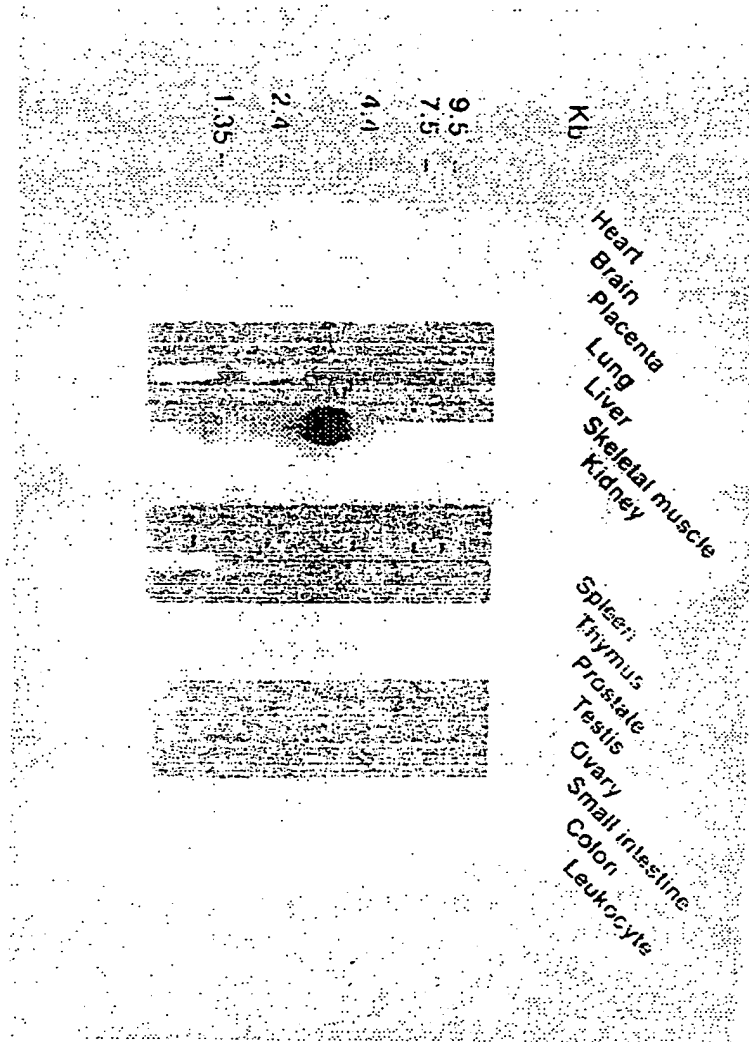 Kb
9.5 -
7.5 -
4.4 -
2.4 -
1.35 -
Heart
Brain
Placenta
Lung
Liver
Skeletal muscle
Kidney
Spleen
Thymus
Prostate
Testis
Ovary
Small intestine
Colon
Leukocyte